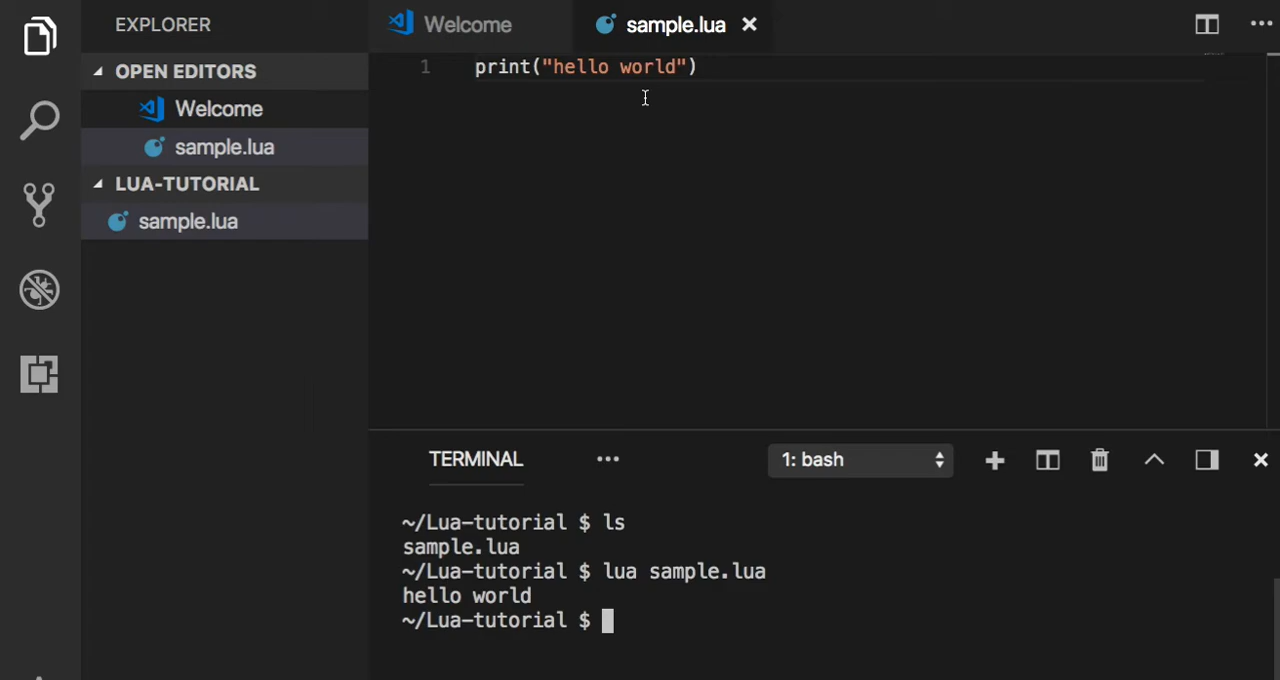 EXPLORER
OPEN EDITORS
Welcome
sample.lua
LUA-TUTORIAL
sample.lua
Welcome
sample.lua
1 print("hello world")
TERMINAL
1: bash
~/Lua-tutorial $ ls
sample.lua
~/Lua-tutorial $ lua sample.lua
hello world
~/Lua-tutorial $